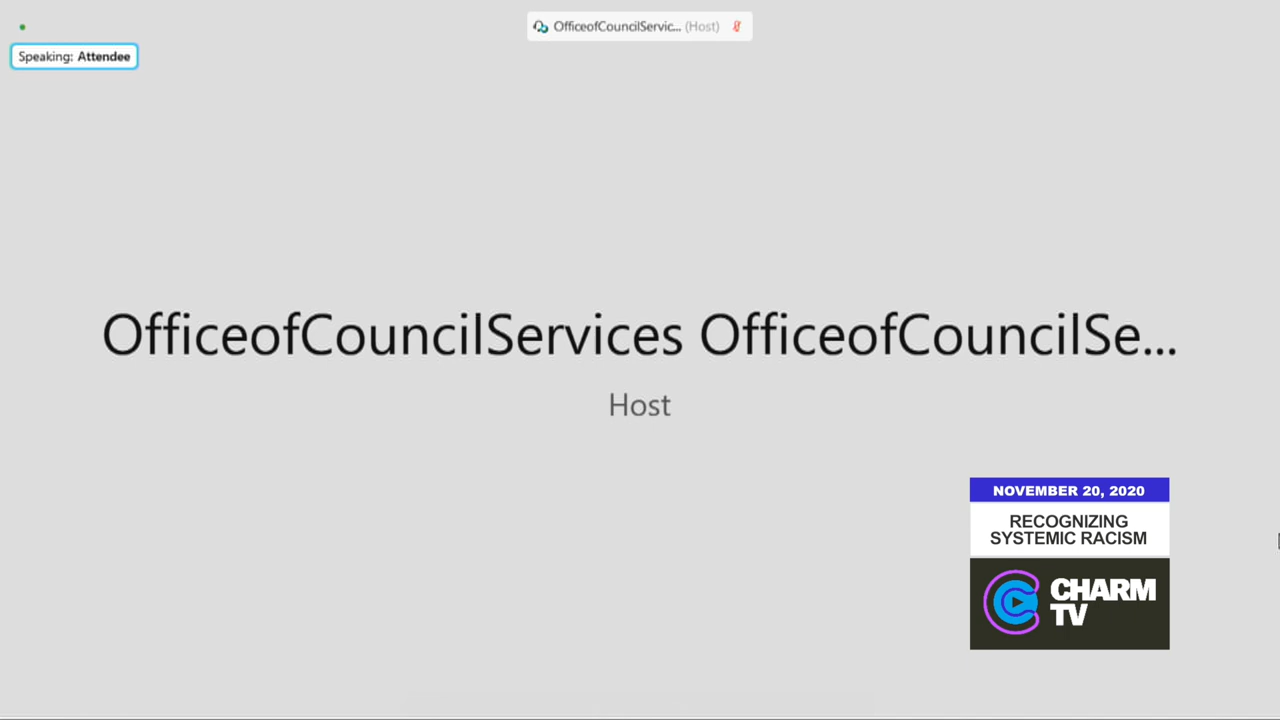 OfficeofCouncilServic... (Host)
Speaking: Attendee
OfficeofCouncilServices OfficeofCouncilSe...
Host
NOVEMBER 20, 2020
RECOGNIZING
SYSTEMIC RACISM
CHARM
TV